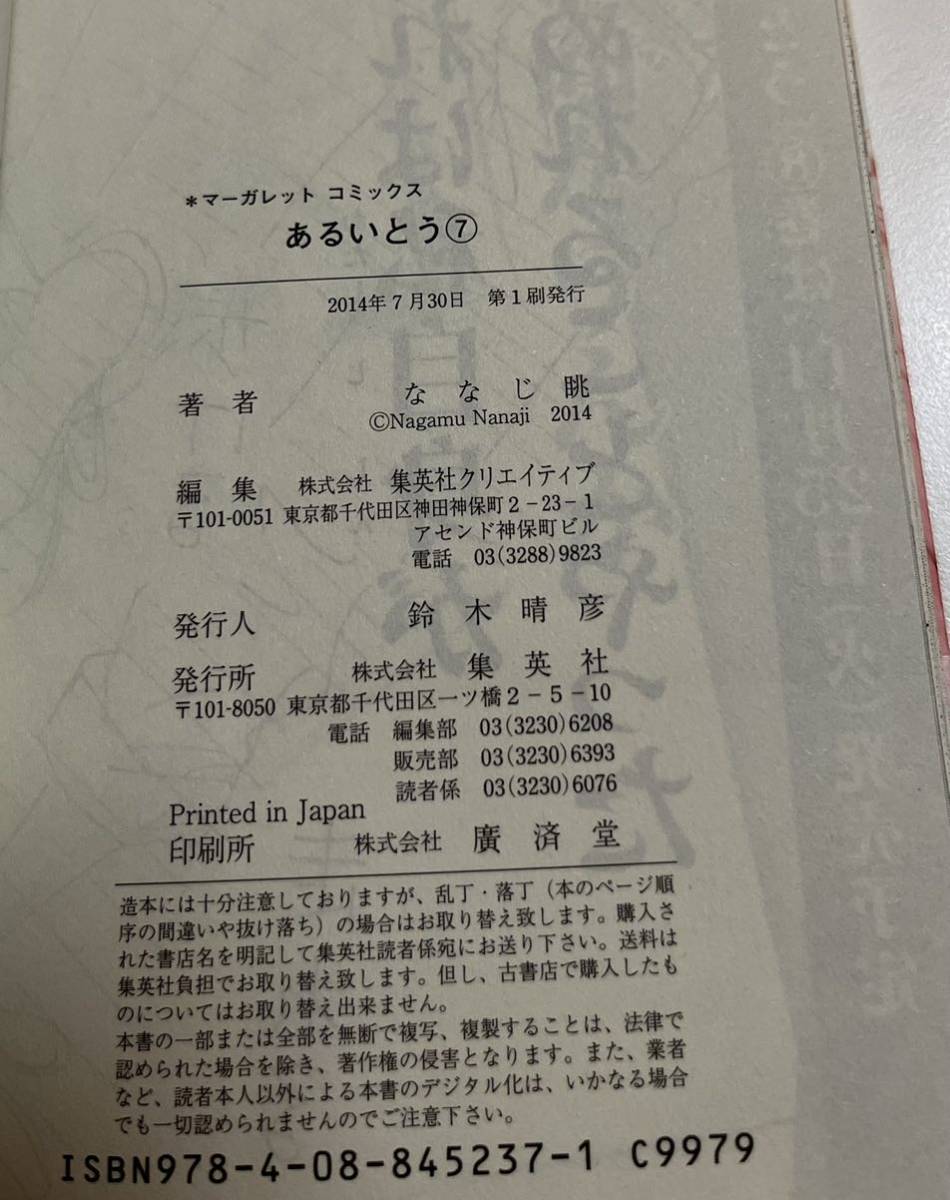 ＊マーガレット コミックス
あるいとう⑦
2014年7月30日　第1刷発行
著者　ななじ眺
©Nagamu Nanaji 2014
編集　株式会社 集英社クリエイティブ
〒101-0051 東京都千代田区神田神保町2－23－1
アセンド神保町ビル
電話 03(3288)9823
発行人　鈴木晴彦
発行所　株式会社 集英社
〒101-8050 東京都千代田区一ツ橋2－5－10
電話 編集部 03(3230)6208
販売部 03(3230)6393
読者係 03(3230)6076
Printed in Japan
印刷所　株式会社 廣済堂
造本には十分注意しておりますが、乱丁・落丁（本のページ順
序の間違いや抜け落ち）の場合はお取り替え致します。購入さ
れた書店名を明記して集英社読者係宛にお送り下さい。送料は
集英社負担でお取り替え致します。但し、古書店で購入したも
のについてはお取り替え出来ません。
本書の一部または全部を無断で複写、複製することは、法律で
認められた場合を除き、著作権の侵害となります。また、業者
など、読者本人以外による本書のデジタル化は、いかなる場合
でも一切認められませんのでご注意下さい。
ISBN978-4-08-845237-1 C9979